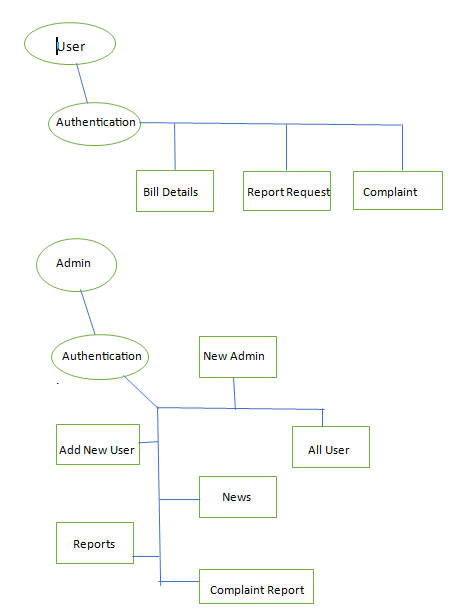 User
Authentication
Bill Details
Report Request
Complaint
Admin
Authentication
New Admin
.
Add New User
All User
News
Reports
Complaint Report